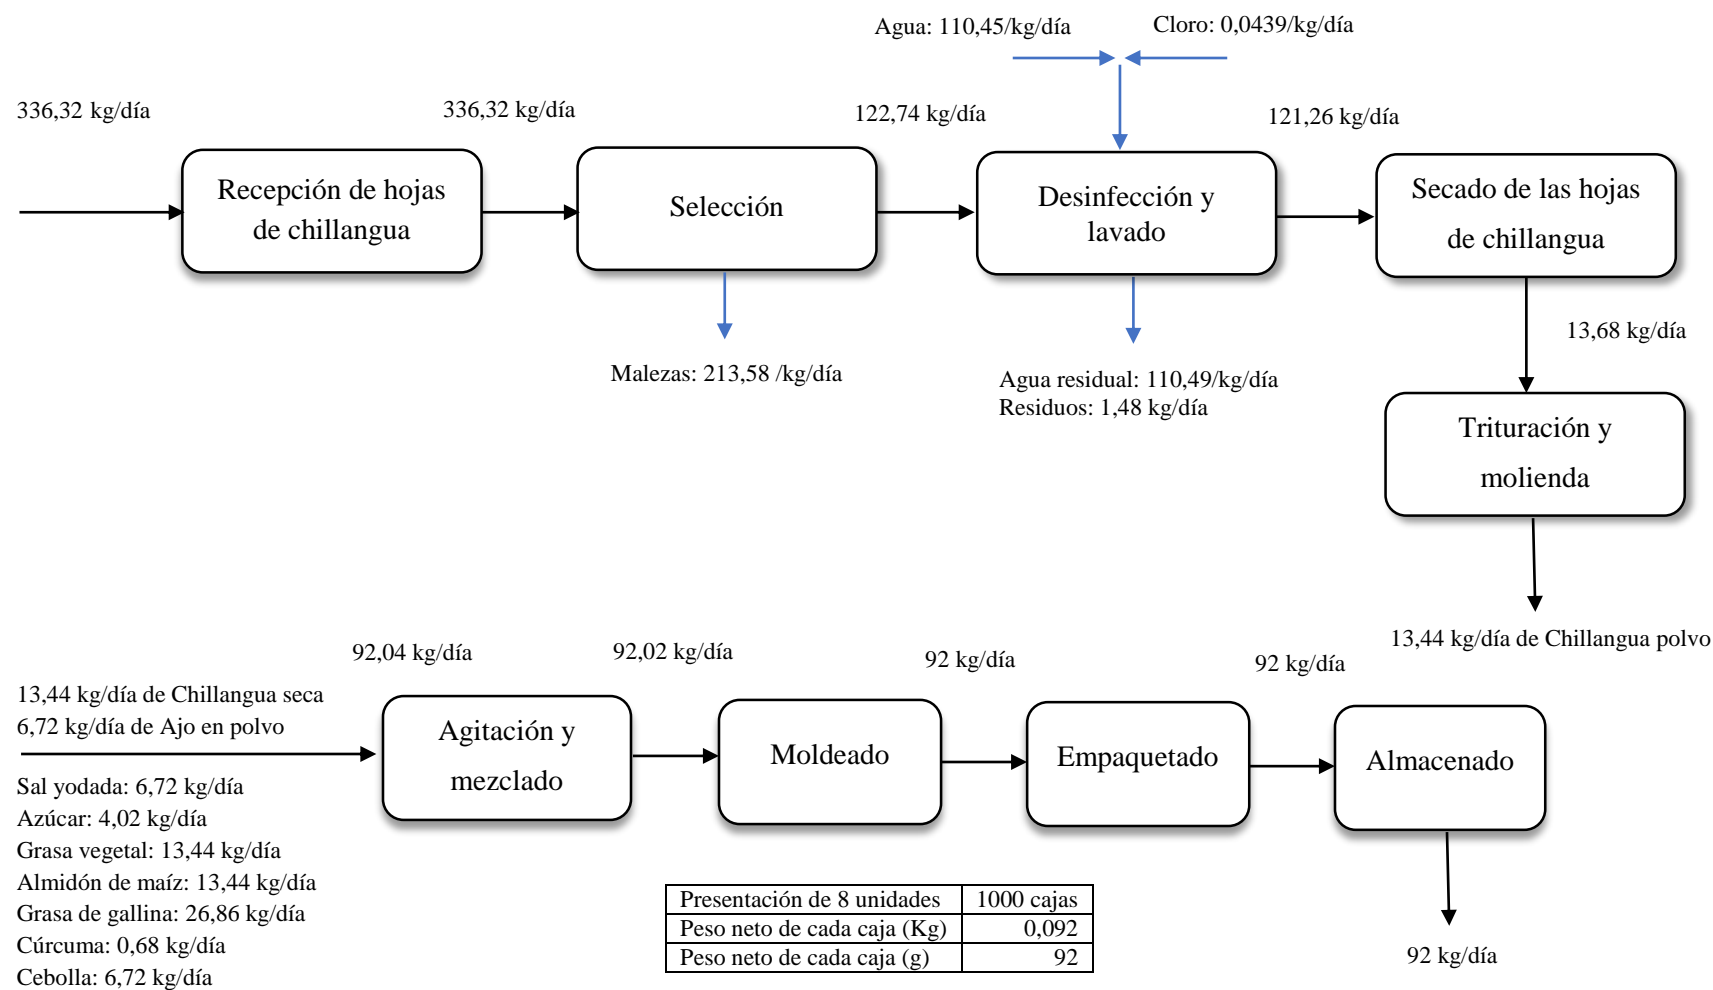 Agua: 110,45/kg/día
Cloro: 0,0439/kg/día
336,32 kg/día
336,32 kg/día
122,74 kg/día
121,26 kg/día
Recepción de hojas
de chillangua
Selección
Desinfección y
lavado
Secado de las hojas
de chillangua
Malezas: 213,58 /kg/día
Agua residual: 110,49/kg/día
Residuos: 1,48 kg/día
13,68 kg/día
Trituración y
molienda
13,44 kg/día de Chillangua polvo
92,04 kg/día
92,02 kg/día
92 kg/día
92 kg/día
13,44 kg/día de Chillangua seca
6,72 kg/día de Ajo en polvo
Sal yodada: 6,72 kg/día
Azúcar: 4,02 kg/día
Grasa vegetal: 13,44 kg/día
Almidón de maíz: 13,44 kg/día
Grasa de gallina: 26,86 kg/día
Cúrcuma: 0,68 kg/día
Cebolla: 6,72 kg/día
Agitación y
mezclado
Moldeado
Empaquetado
Almacenado
Presentación de 8 unidades 1000 cajas
Peso neto de cada caja (Kg) 0,092
Peso neto de cada caja (g) 92
92 kg/día